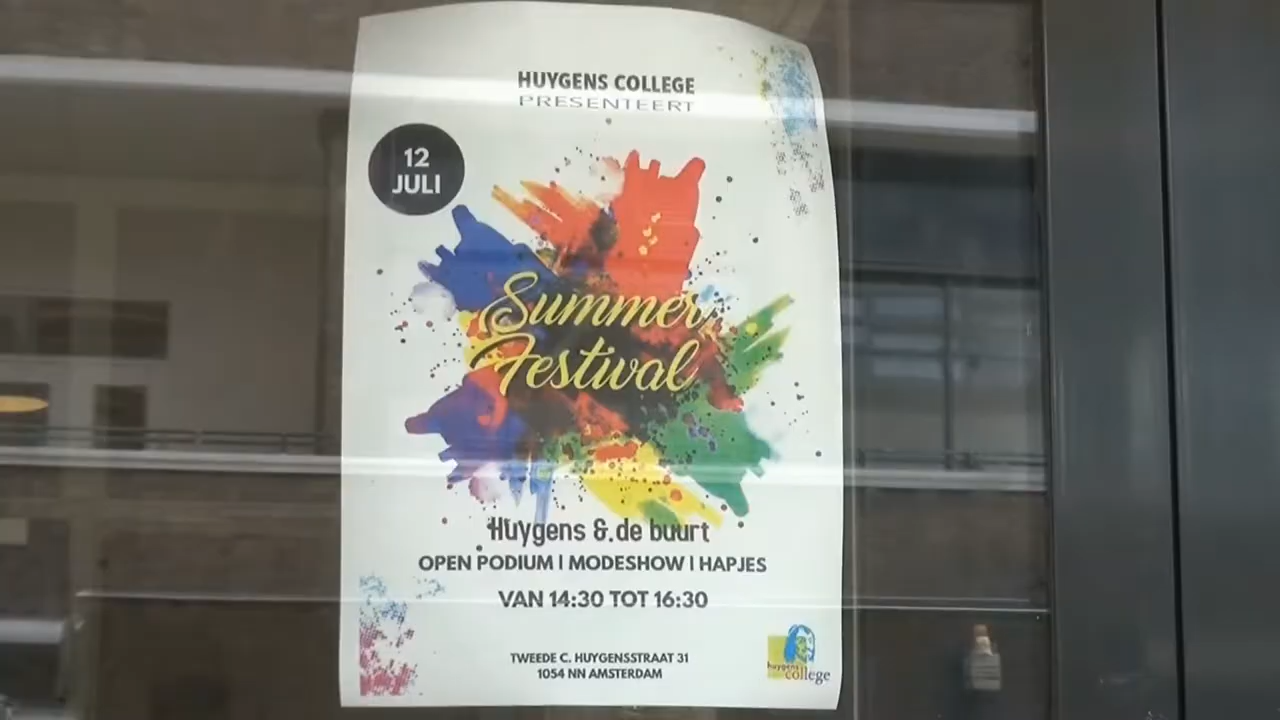 HUYGENS COLLEGE
PRESENTEERT
12
JULI
Summer
Festival
Huygens & de buurt
OPEN PODIUM | MODESHOW | HAPJES
VAN 14:30 TOT 16:30
TWEEDE C. HUYGENSSTRAAT 31
1054 NN AMSTERDAM
huygens
college